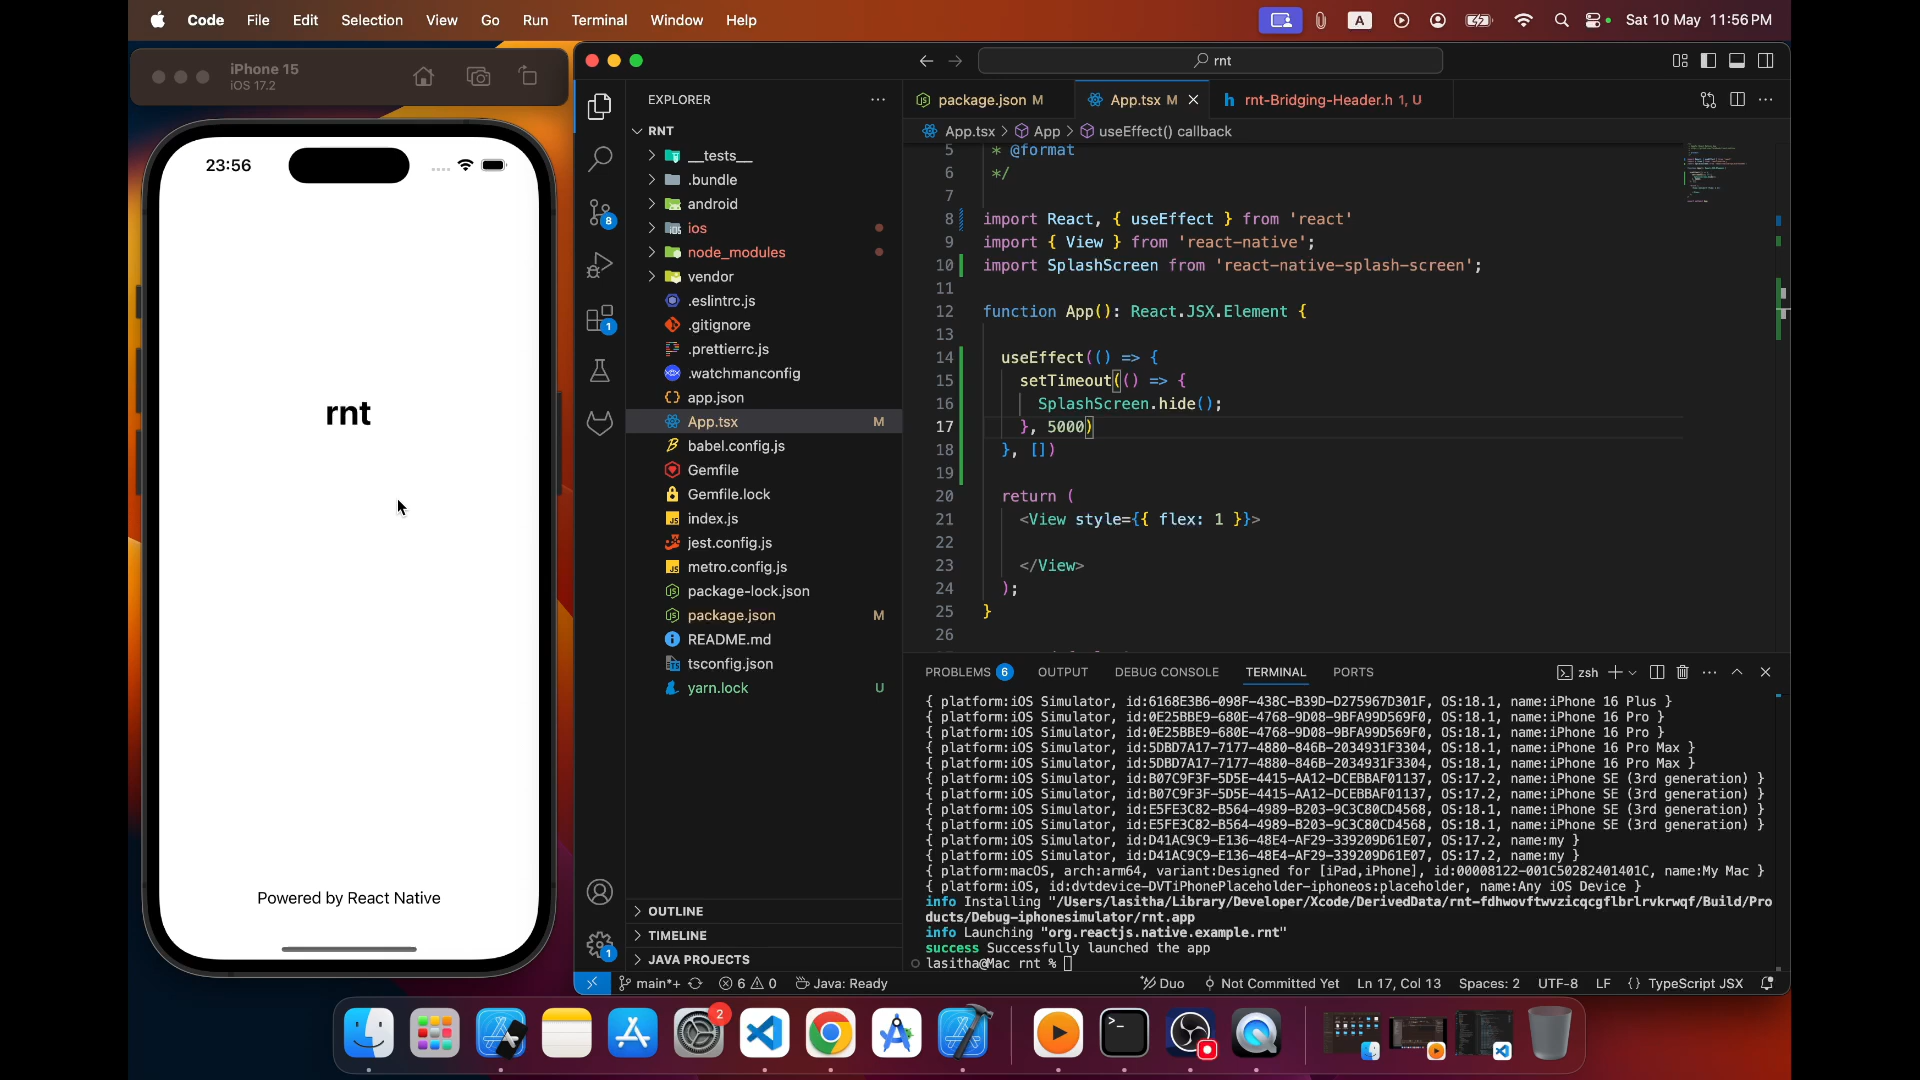 Code File Edit Selection View Go Run Terminal Window Help
A
Sat 10 May 11:56 PM
iPhone 15
iOS 17.2
23:56
rnt
Powered by React Native
rnt
EXPLORER
RNT
__tests__
.bundle
android
ios
node_modules
vendor
.eslintrc.js
.gitignore
.prettierrc.js
.watchmanconfig
app.json
App.tsx M
babel.config.js
Gemfile
Gemfile.lock
index.js
jest.config.js
metro.config.js
package-lock.json
package.json M
README.md
tsconfig.json
yarn.lock U
OUTLINE
TIMELINE
JAVA PROJECTS
8
1
1
package.json M
App.tsx M
rnt-Bridging-Header.h 1, U
App.tsx > App > useEffect() callback
5 * @format
6 */
7
8 import React, { useEffect } from 'react'
9 import { View } from 'react-native';
10 import SplashScreen from 'react-native-splash-screen';
11
12 function App(): React.JSX.Element {
13
14 useEffect(() => {
15 setTimeout(() => {
16 SplashScreen.hide();
17 }, 5000)
18 }, [])
19
20 return (
21 <View style={{ flex: 1 }}>
22
23 </View>
24 );
25 }
26
PROBLEMS 6 OUTPUT DEBUG CONSOLE TERMINAL PORTS
zsh
{ platform:iOS Simulator, id:6168E3B6-098F-438C-B39D-D275967D301F, OS:18.1, name:iPhone 16 Plus }
{ platform:iOS Simulator, id:0E25BBE9-680E-4768-9D08-9BFA99D569F0, OS:18.1, name:iPhone 16 Pro }
{ platform:iOS Simulator, id:0E25BBE9-680E-4768-9D08-9BFA99D569F0, OS:18.1, name:iPhone 16 Pro }
{ platform:iOS Simulator, id:5DBD7A17-7177-4880-846B-2034931F3304, OS:18.1, name:iPhone 16 Pro Max }
{ platform:iOS Simulator, id:5DBD7A17-7177-4880-846B-2034931F3304, OS:18.1, name:iPhone 16 Pro Max }
{ platform:iOS Simulator, id:B07C9F3F-5D5E-4415-AA12-DCEBBAF01137, OS:17.2, name:iPhone SE (3rd generation) }
{ platform:iOS Simulator, id:B07C9F3F-5D5E-4415-AA12-DCEBBAF01137, OS:17.2, name:iPhone SE (3rd generation) }
{ platform:iOS Simulator, id:E5FE3C82-B564-4989-B203-9C3C80CD4568, OS:18.1, name:iPhone SE (3rd generation) }
{ platform:iOS Simulator, id:E5FE3C82-B564-4989-B203-9C3C80CD4568, OS:18.1, name:iPhone SE (3rd generation) }
{ platform:iOS Simulator, id:D41AC9C9-E136-48E4-AF29-339209D61E07, OS:17.2, name:my }
{ platform:iOS Simulator, id:D41AC9C9-E136-48E4-AF29-339209D61E07, OS:17.2, name:my }
{ platform:macOS, arch:arm64, variant:Designed for [iPad,iPhone], id:00008122-001C50282401401C, name:My Mac }
{ platform:iOS, id:dvtdevice-DVTiPhonePlaceholder-iphoneos:placeholder, name:Any iOS Device }
info Installing "/Users/lasitha/Library/Developer/Xcode/DerivedData/rnt-fdhwovftwvzicqcgflbrlrvkrwqf/Build/Pro
ducts/Debug-iphonesimulator/rnt.app
info Launching "org.reactjs.native.example.rnt"
success Successfully launched the app
lasitha@Mac rnt %
main*+ 6 0 Java: Ready Duo Not Committed Yet Ln 17, Col 13 Spaces: 2 UTF-8 LF {} TypeScript JSX
2